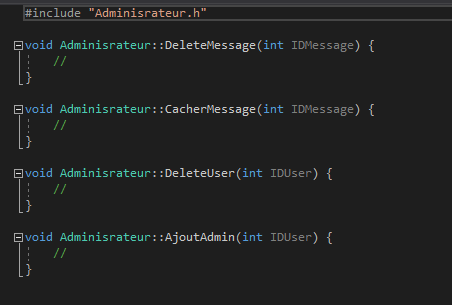 #include "Adminisrateur.h"
void Adminisrateur::DeleteMessage(int IDMessage) {
//
}
void Adminisrateur::CacherMessage(int IDMessage) {
//
}
void Adminisrateur::DeleteUser(int IDUser) {
//
}
void Adminisrateur::AjoutAdmin(int IDUser) {
//
}